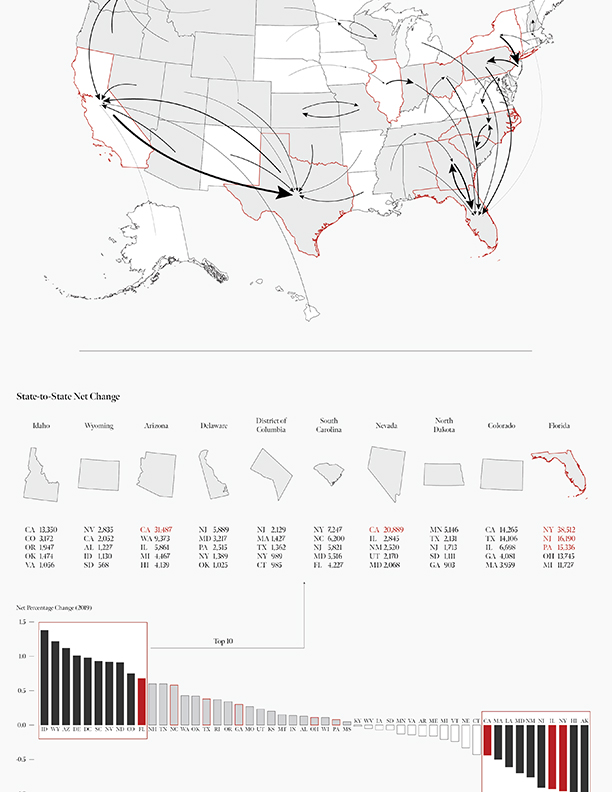 State-to-State Net Change
Idaho Wyoming Arizona Delaware District of Columbia South Carolina Nevada North Dakota Colorado Florida
CA 13,350 NV 2,835 CA 31,487 NJ 5,889 NJ 2,129 NY 7,247 CA 20,889 MN 5,146 CA 14,265 NY 38,512
CO 3,172 CA 2,052 WA 9,373 MD 3,217 MA 1,427 NC 6,200 IL 2,845 TX 2,131 TX 14,106 NJ 16,190
OR 1,947 AL 1,227 IL 5,861 PA 2,515 TX 1,362 NJ 5,821 NM 2,520 NJ 1,713 IL 6,698 PA 15,336
OK 1,474 ID 1,130 MI 4,467 NY 1,389 NY 989 MD 5,516 UT 2,170 SD 1,111 GA 4,081 OH 13,745
VA 1,056 SD 568 HI 4,139 OK 1,025 CT 985 FL 4,227 MD 2,068 GA 903 MA 3,959 MI 11,727
Net Percentage Change (2019)
1.5
Top 10
1.0
0.5
KY WV IA SD MN VA AR ME MI VT NE CT CA MA LA MD NM NJ IL NY HI AK
0.0
ID WY AZ DE DC SC NV ND CO FL NH TX NC WA OK TX RI OR GA MO UT KS MT IN AL OH WI PA MS
-0.5